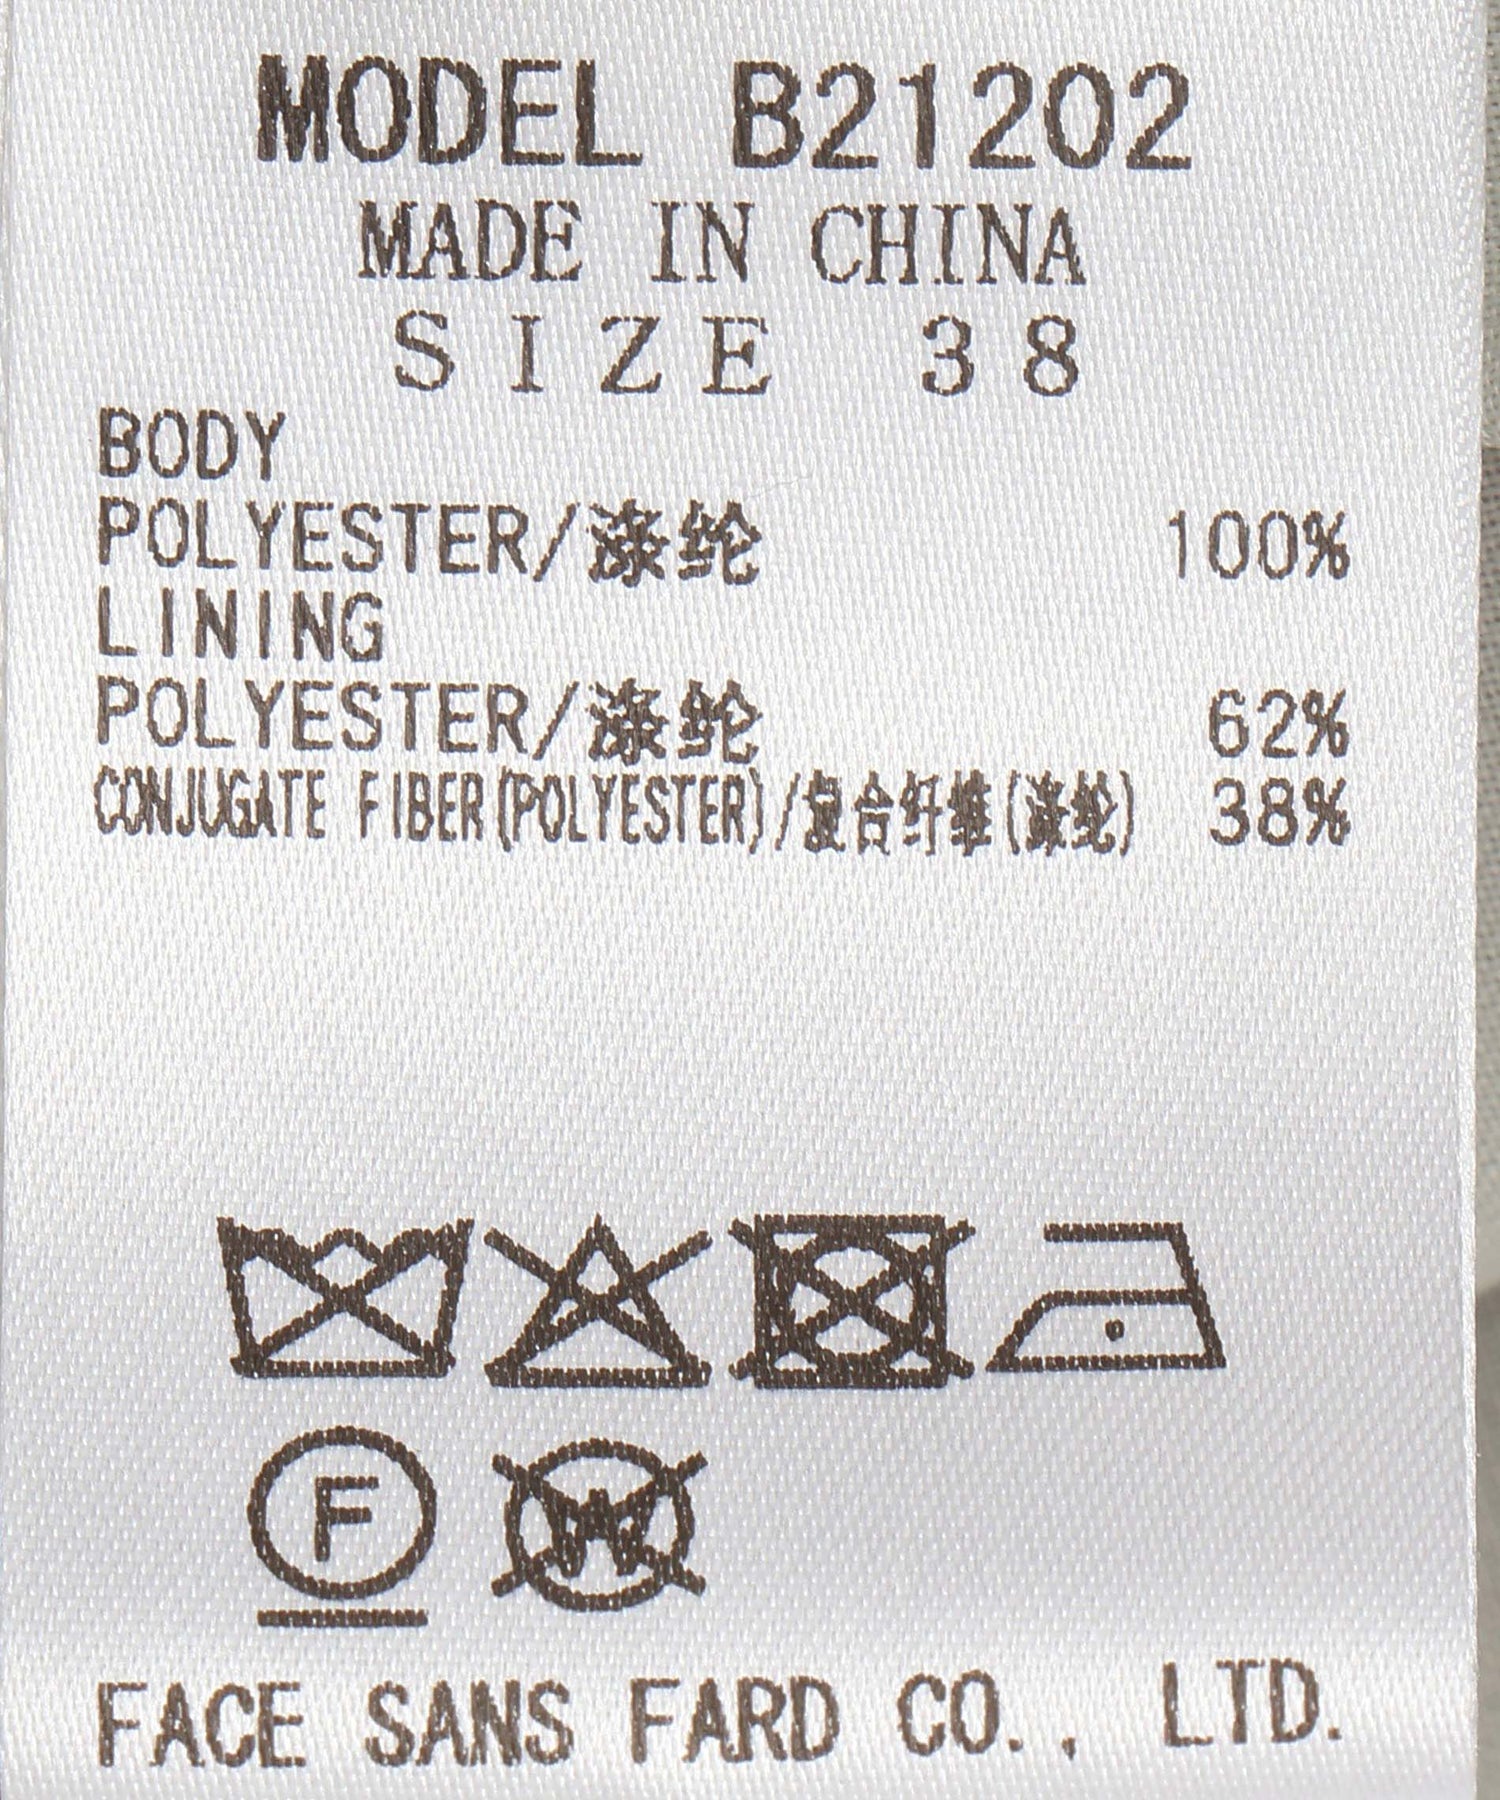 MODEL B21202
MADE IN CHINA
SIZE 38
BODY
POLYESTER/涤纶 100%
LINING
POLYESTER/涤纶 62%
CONJUGATE FIBER(POLYESTER)/复合纤维(涤纶) 38%
F W
FACE SANS FARD CO., LTD.